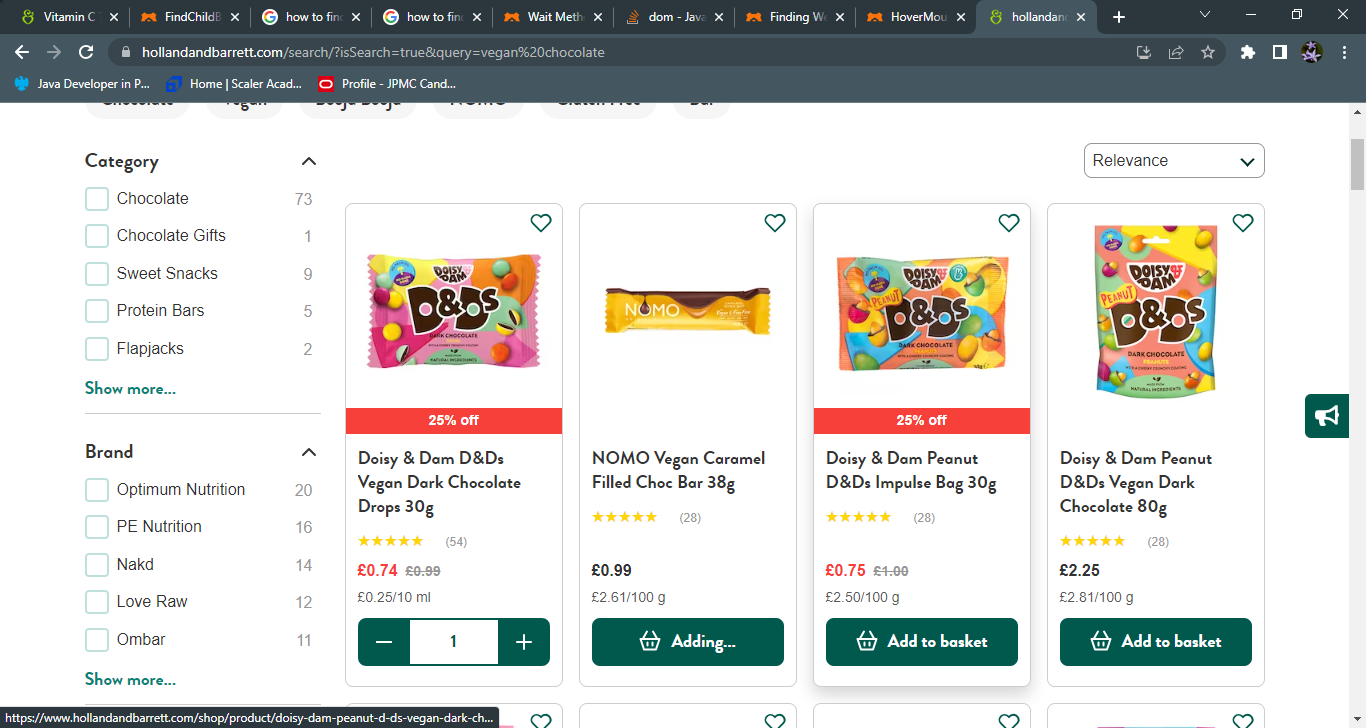 Vitamin C T
FindChildB
how to fin
how to fin
Wait Meth
dom - Java
Finding We
HoverMou
hollandand
hollandandbarrett.com/search/?isSearch=true&query=vegan%20chocolate
Java Developer in P...
Home | Scaler Acad...
Profile - JPMC Cand...
Chocolate
Vegan
Booja Booja
NOMO
Gluten Free
Bar
Category
Relevance
Chocolate 73
Chocolate Gifts 1
Sweet Snacks 9
Protein Bars 5
Flapjacks 2
Show more...
Brand
Optimum Nutrition 20
PE Nutrition 16
Nakd 14
Love Raw 12
Ombar 11
Show more...
DOISY & DAM
D&DS
DARK CHOCOLATE
NATURAL INGREDIENTS
25% off
Doisy & Dam D&Ds
Vegan Dark Chocolate
Drops 30g
(54)
£0.74 £0.99
£0.25/10 ml
1
NOMO
NOMO Vegan Caramel
Filled Choc Bar 38g
(28)
£0.99
£2.61/100 g
Adding...
DOISY & DAM
PEANUT
D&DS
DARK CHOCOLATE
PEANUTS
NATURAL INGREDIENTS
25% off
Doisy & Dam Peanut
D&Ds Impulse Bag 30g
(28)
£0.75 £1.00
£2.50/100 g
Add to basket
DOISY & DAM
PEANUT
D&DS
DARK CHOCOLATE
PEANUTS
NATURAL INGREDIENTS
Doisy & Dam Peanut
D&Ds Vegan Dark
Chocolate 80g
(28)
£2.25
£2.81/100 g
Add to basket
https://www.hollandandbarrett.com/shop/product/doisy-dam-peanut-d-ds-vegan-dark-ch...